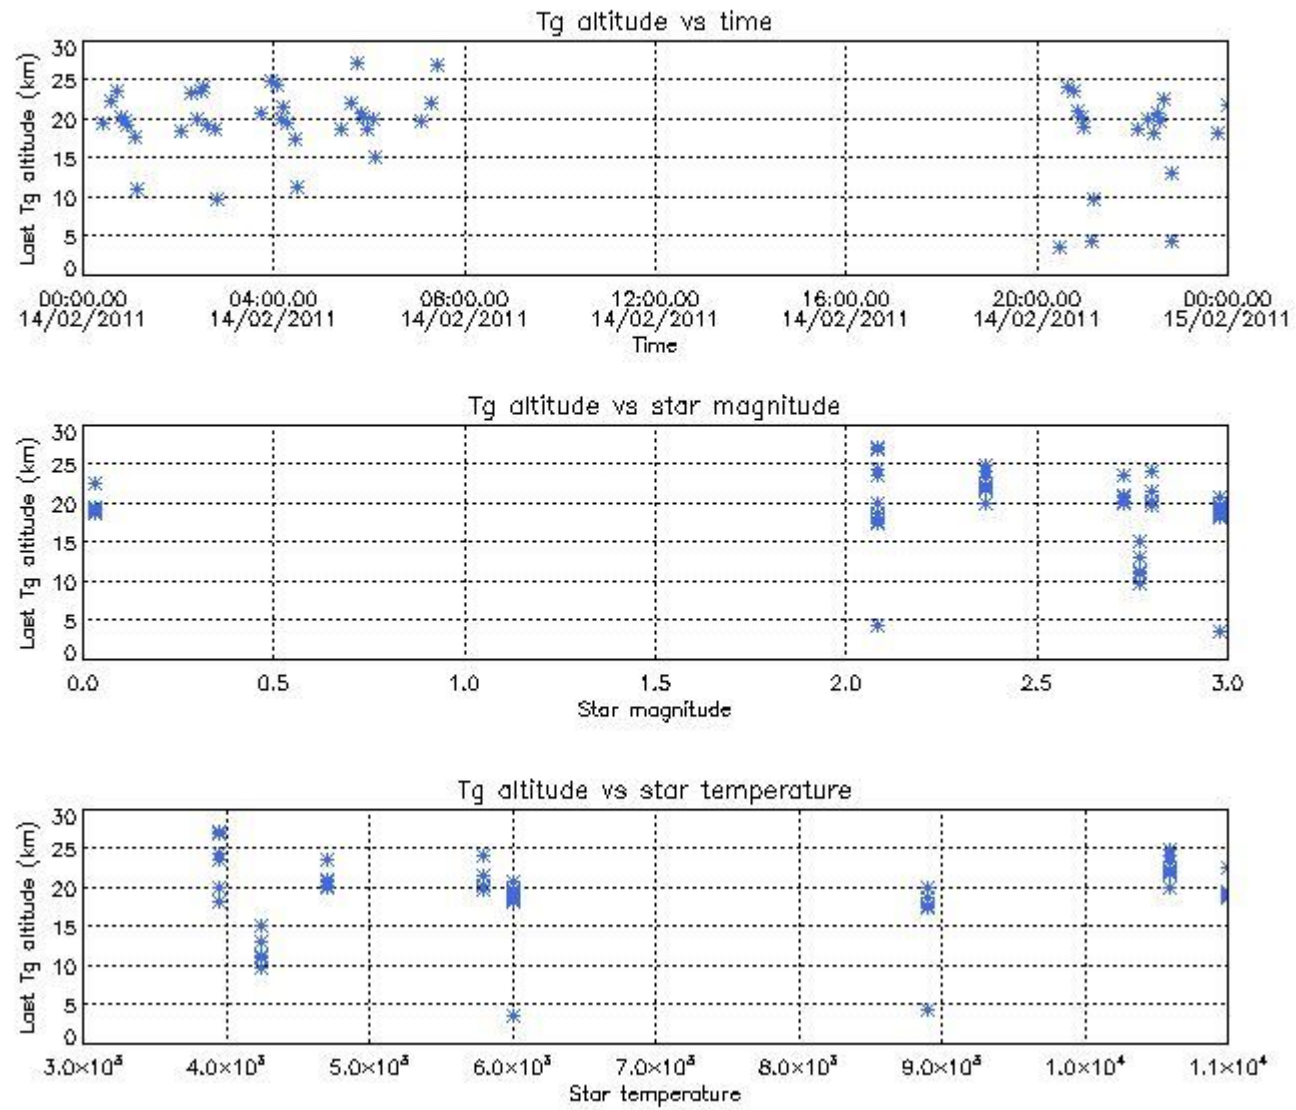 Tg altitude vs time
Last Tg altitude (km)
30
25
20
15
10
5
0
00:00.00 04:00.00 08:00.00 12:00.00 16:00.00 20:00.00 00:00.00
14/02/2011 14/02/2011 14/02/2011 14/02/2011 14/02/2011 14/02/2011 15/02/2011
Time
Tg altitude vs star magnitude
Last Tg altitude (km)
30
25
20
15
10
5
0
0.0 0.5 1.0 1.5 2.0 2.5 3.0
Star magnitude
Tg altitude vs star temperature
Last Tg altitude (km)
30
25
20
15
10
5
0
3.0×10³ 4.0×10³ 5.0×10³ 6.0×10³ 7.0×10³ 8.0×10³ 9.0×10³ 1.0×10⁴ 1.1×10⁴
Star temperature